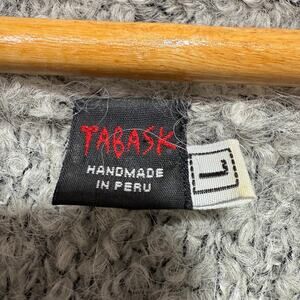 TABASK
HANDMADE
IN PERU
L